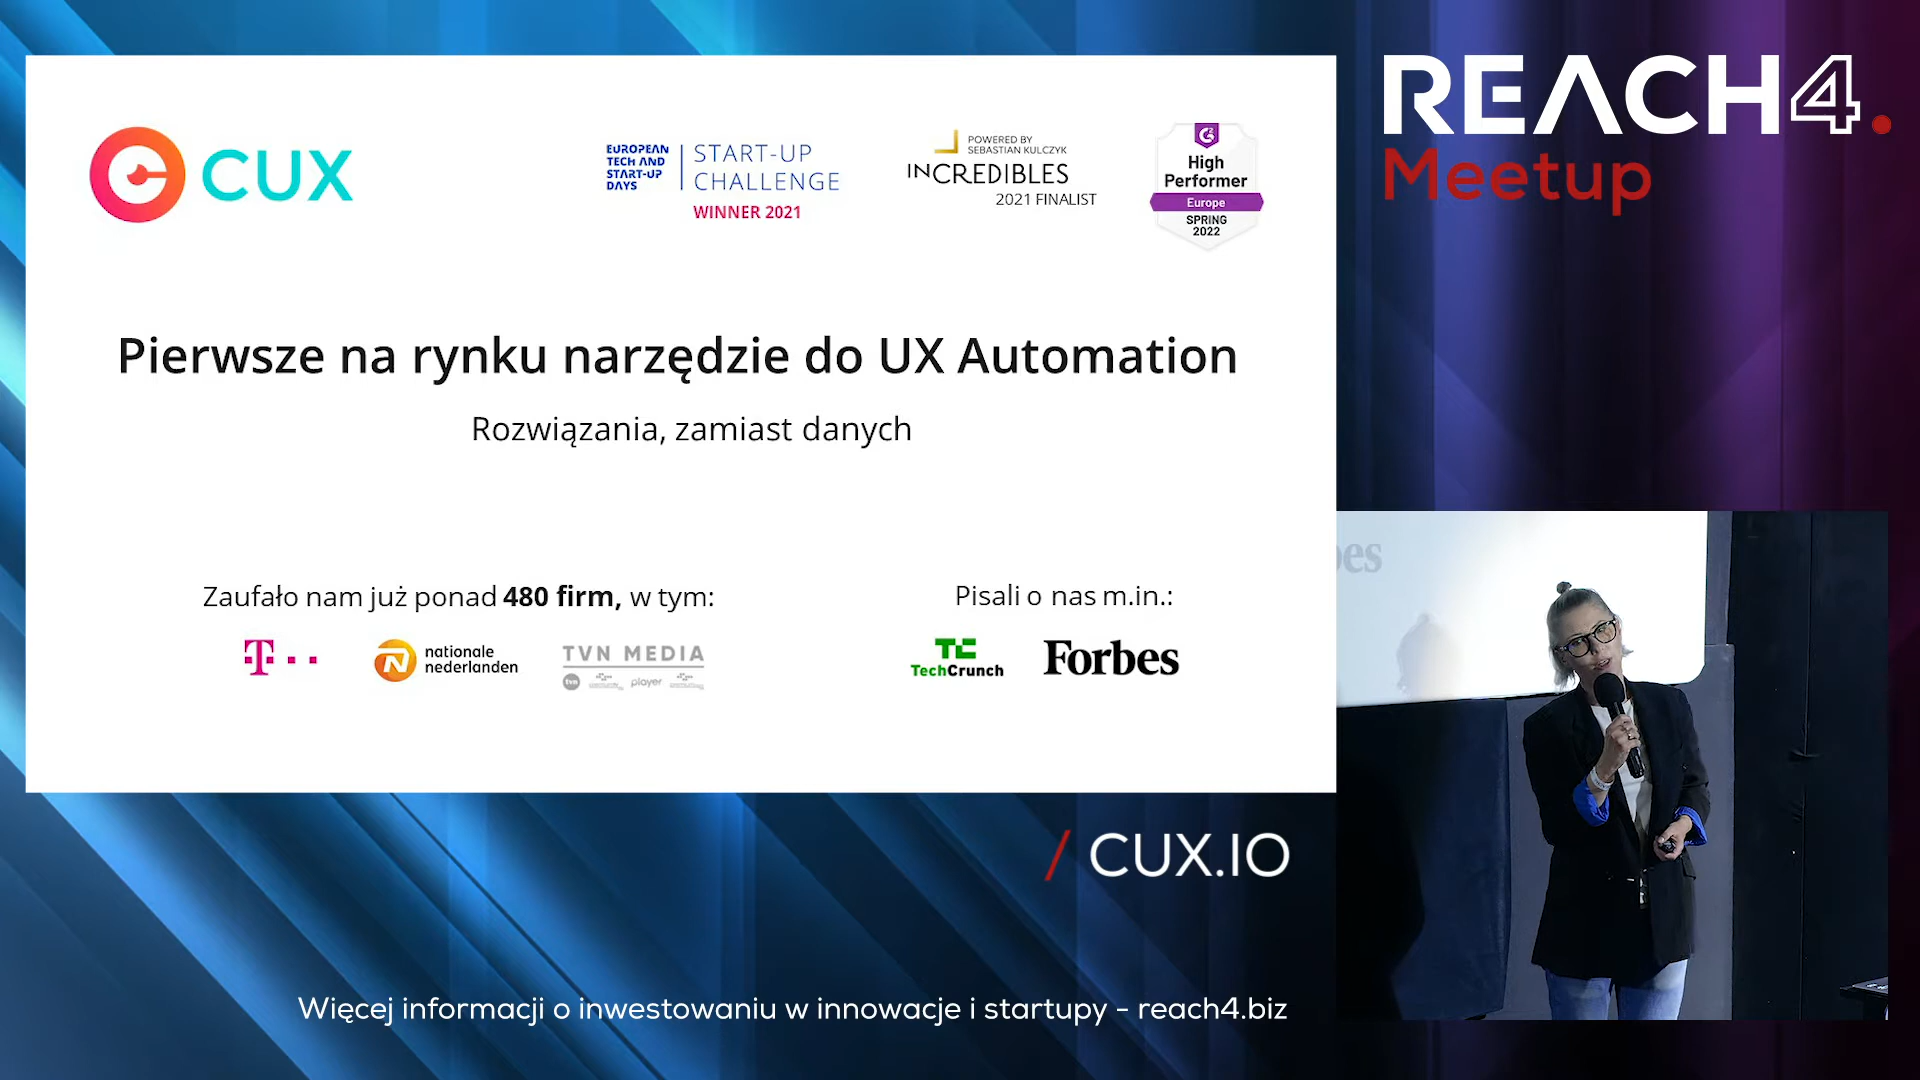 REACH4.
Meetup
CUX
EUROPEAN
TECH AND
START-UP
DAYS
START-UP
CHALLENGE
WINNER 2021
POWERED BY
SEBASTIAN KULCZYK
INCREDIBLES
2021 FINALIST
High
Performer
Europe
SPRING
2022
Pierwsze na rynku narzędzie do UX Automation
Rozwiązania, zamiast danych
Zaufało nam już ponad 480 firm, w tym:
T
nationale
nederlanden
TVN MEDIA
tvn
player
Pisali o nas m.in.:
TC
TechCrunch
Forbes
bes
/ CUX.IO
Więcej informacji o inwestowaniu w innowacje i startupy - reach4.biz